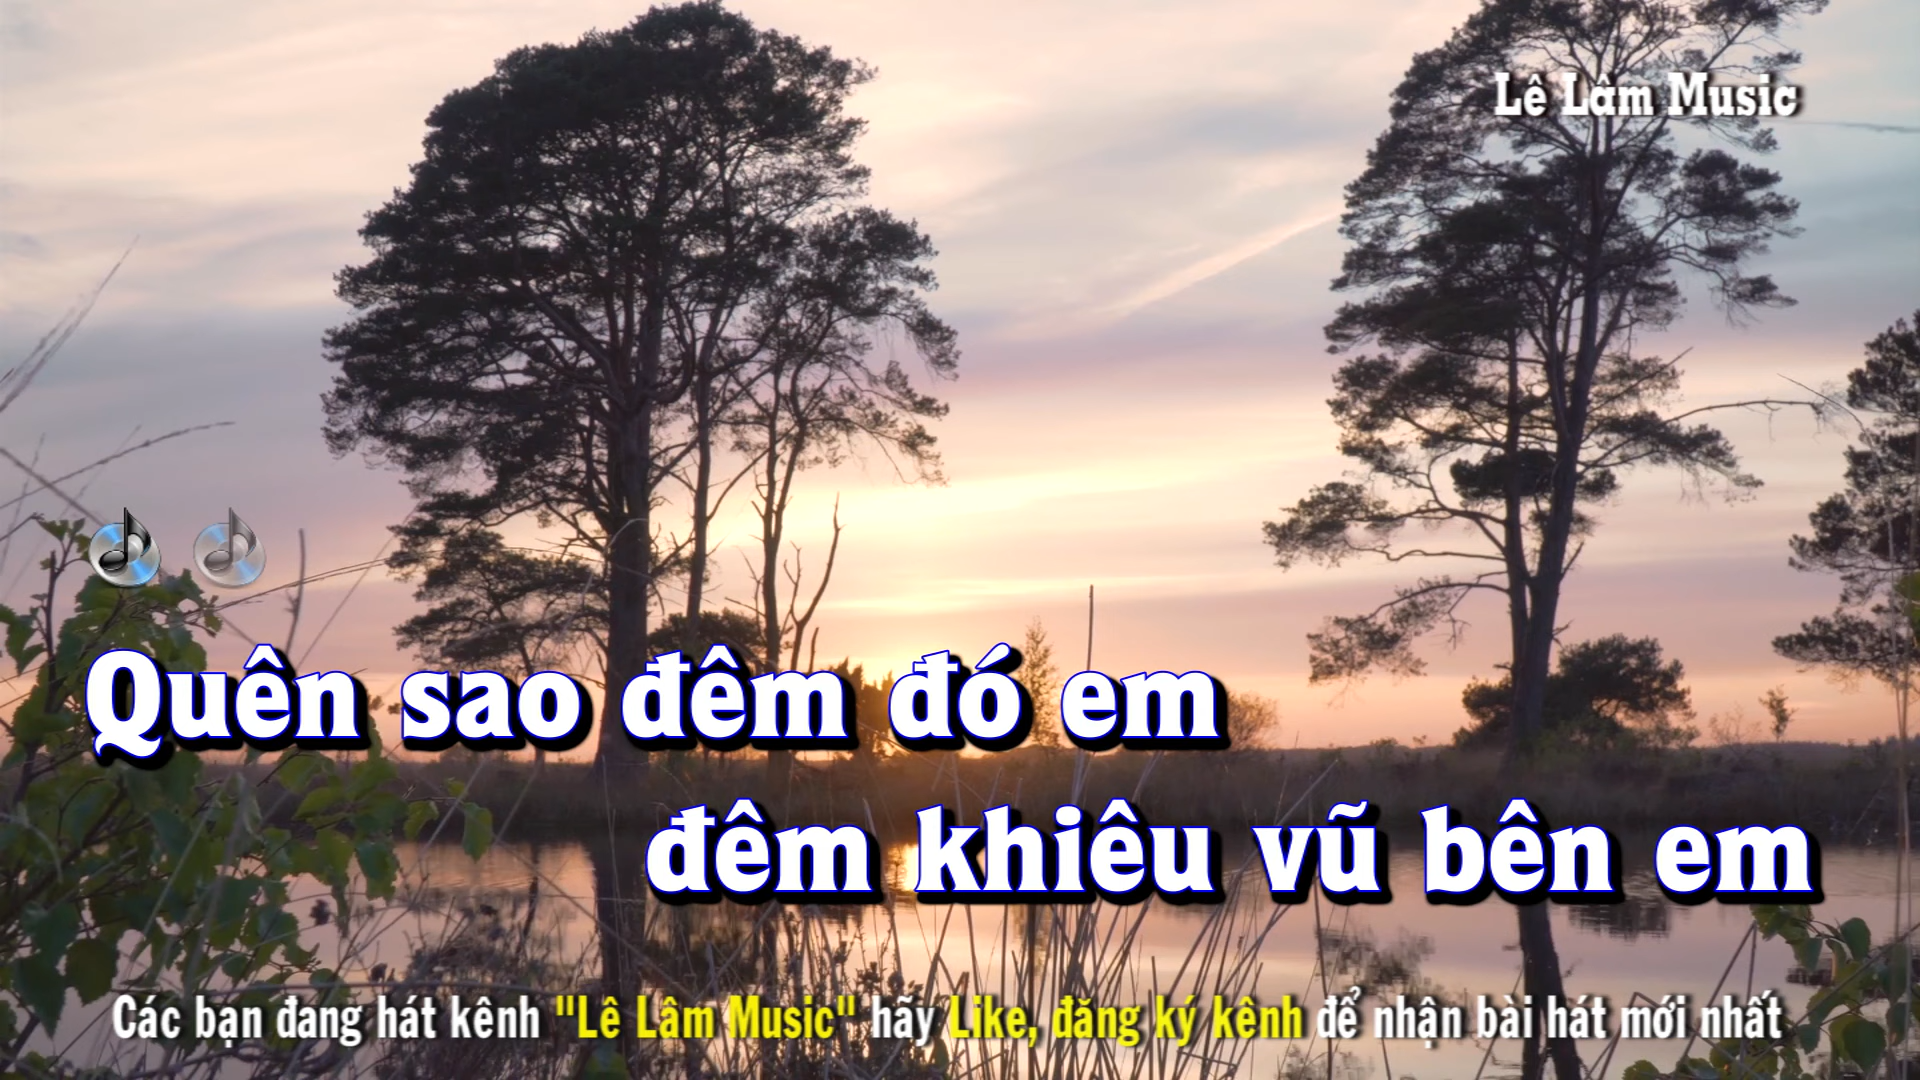 Lê Lâm Music
Quên sao đêm đó em
đêm khiêu vũ bên em
Các bạn đang hát kênh "Lê Lâm Music" hãy Like, đăng ký kênh để nhận bài hát mới nhất